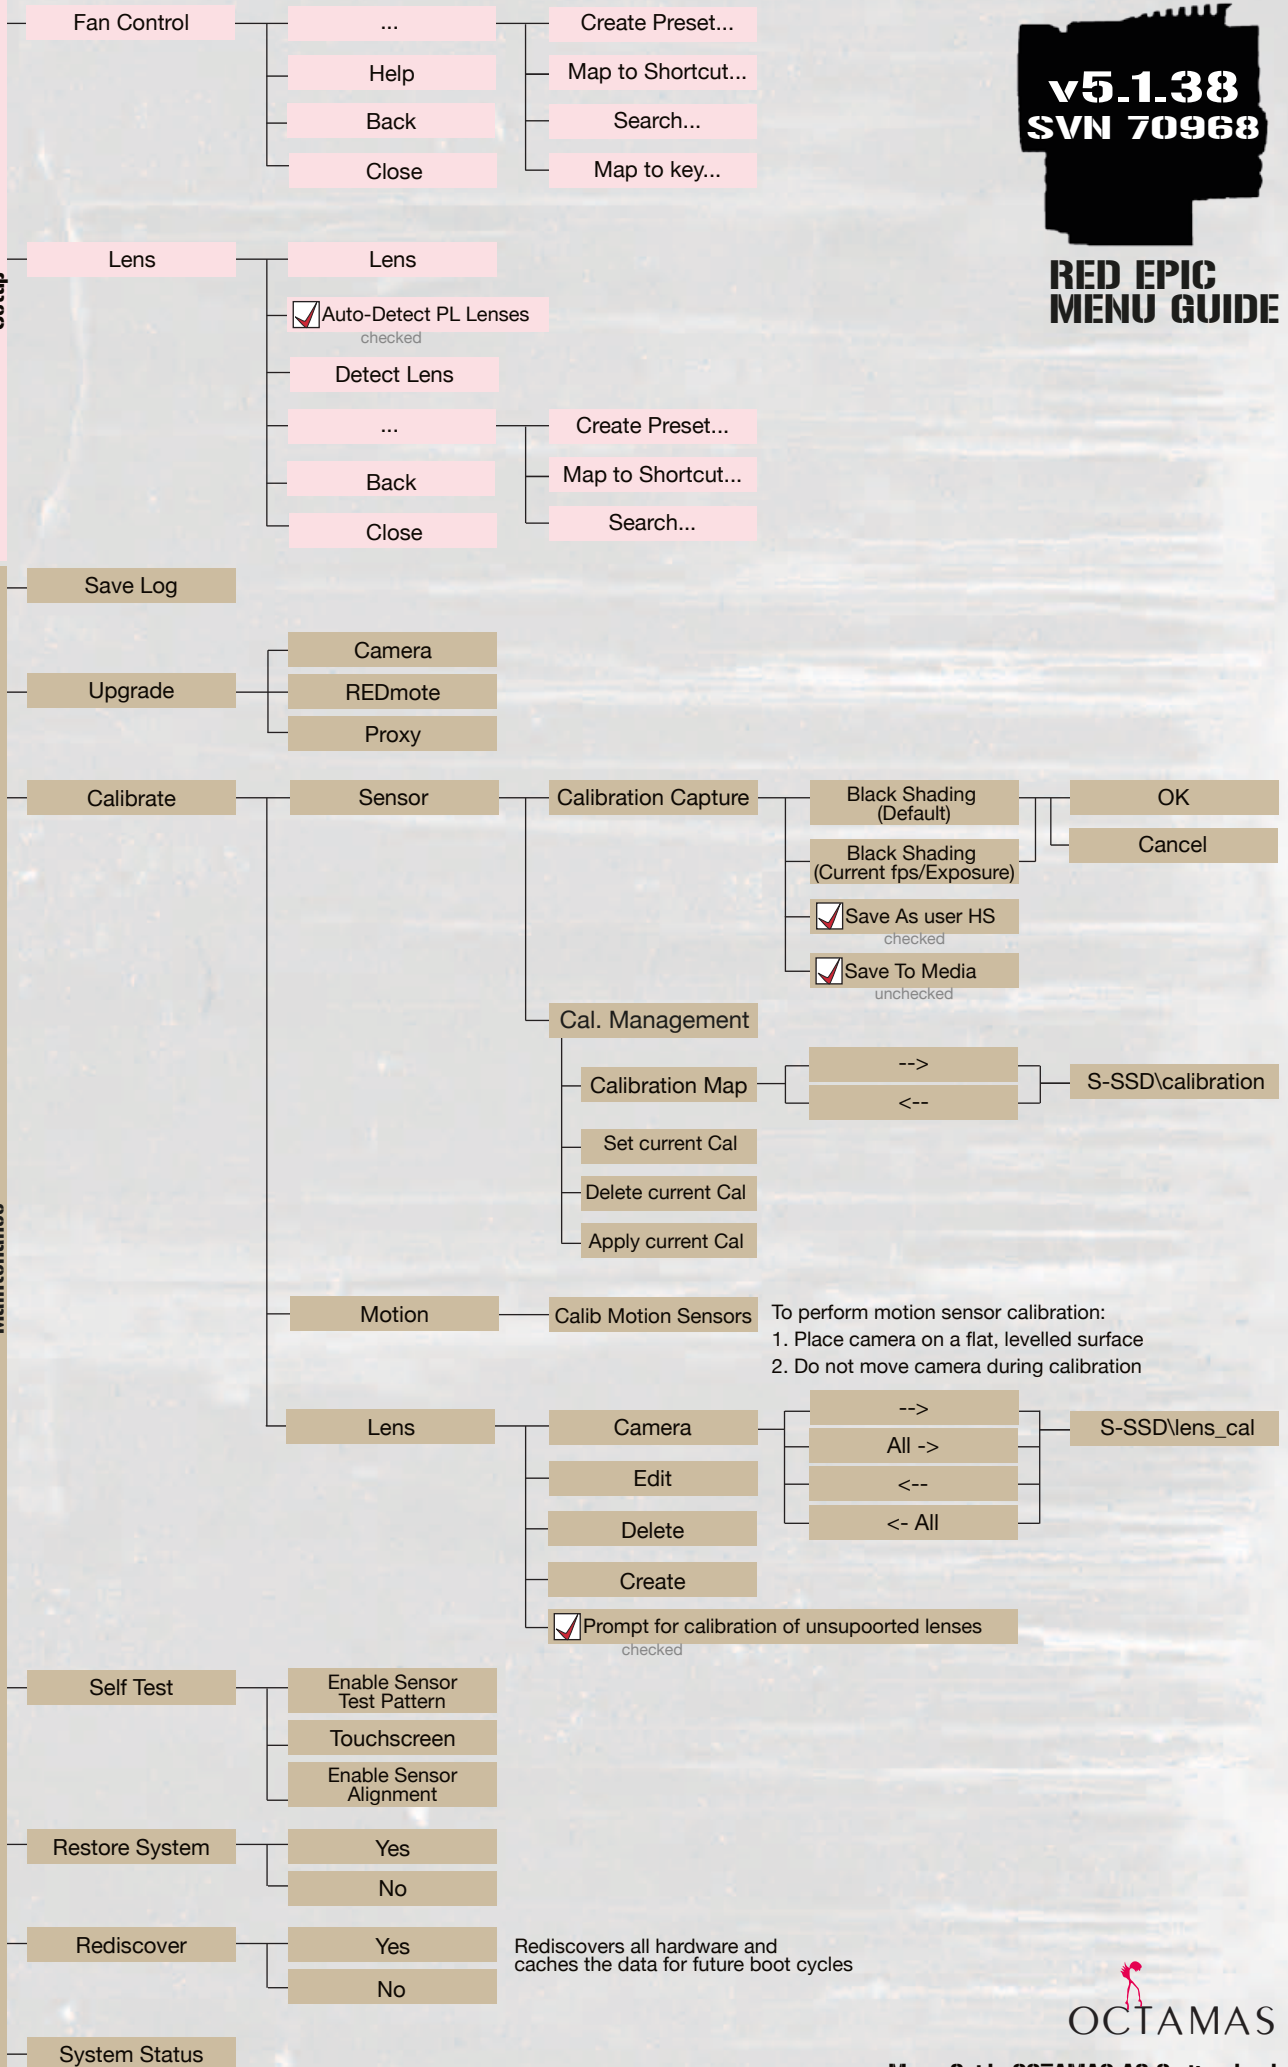 Fan Control
...
Create Preset...
Help
Map to Shortcut...
Back
Search...
Close
Map to key...
v5.1.38
SVN 70968
RED EPIC
MENU GUIDE
Lens
Lens
Auto-Detect PL Lenses
checked
Detect Lens
...
Create Preset...
Back
Map to Shortcut...
Close
Search...
Save Log
Upgrade
Camera
REDmote
Proxy
Calibrate
Sensor
Calibration Capture
Black Shading
(Default)
OK
Cancel
Black Shading
(Current fps/Exposure)
Save As user HS
checked
Save To Media
unchecked
Cal. Management
Calibration Map
-->
<--
S-SSD\calibration
Set current Cal
Delete current Cal
Apply current Cal
Motion
Calib Motion Sensors
To perform motion sensor calibration:
1. Place camera on a flat, levelled surface
2. Do not move camera during calibration
Lens
Camera
-->
All ->
<--
<- All
S-SSD\lens_cal
Edit
Delete
Create
Prompt for calibration of unsupoorted lenses
checked
Self Test
Enable Sensor
Test Pattern
Touchscreen
Enable Sensor
Alignment
Restore System
Yes
No
Rediscover
Yes
No
Rediscovers all hardware and
caches the data for future boot cycles
System Status
OCTAMAS